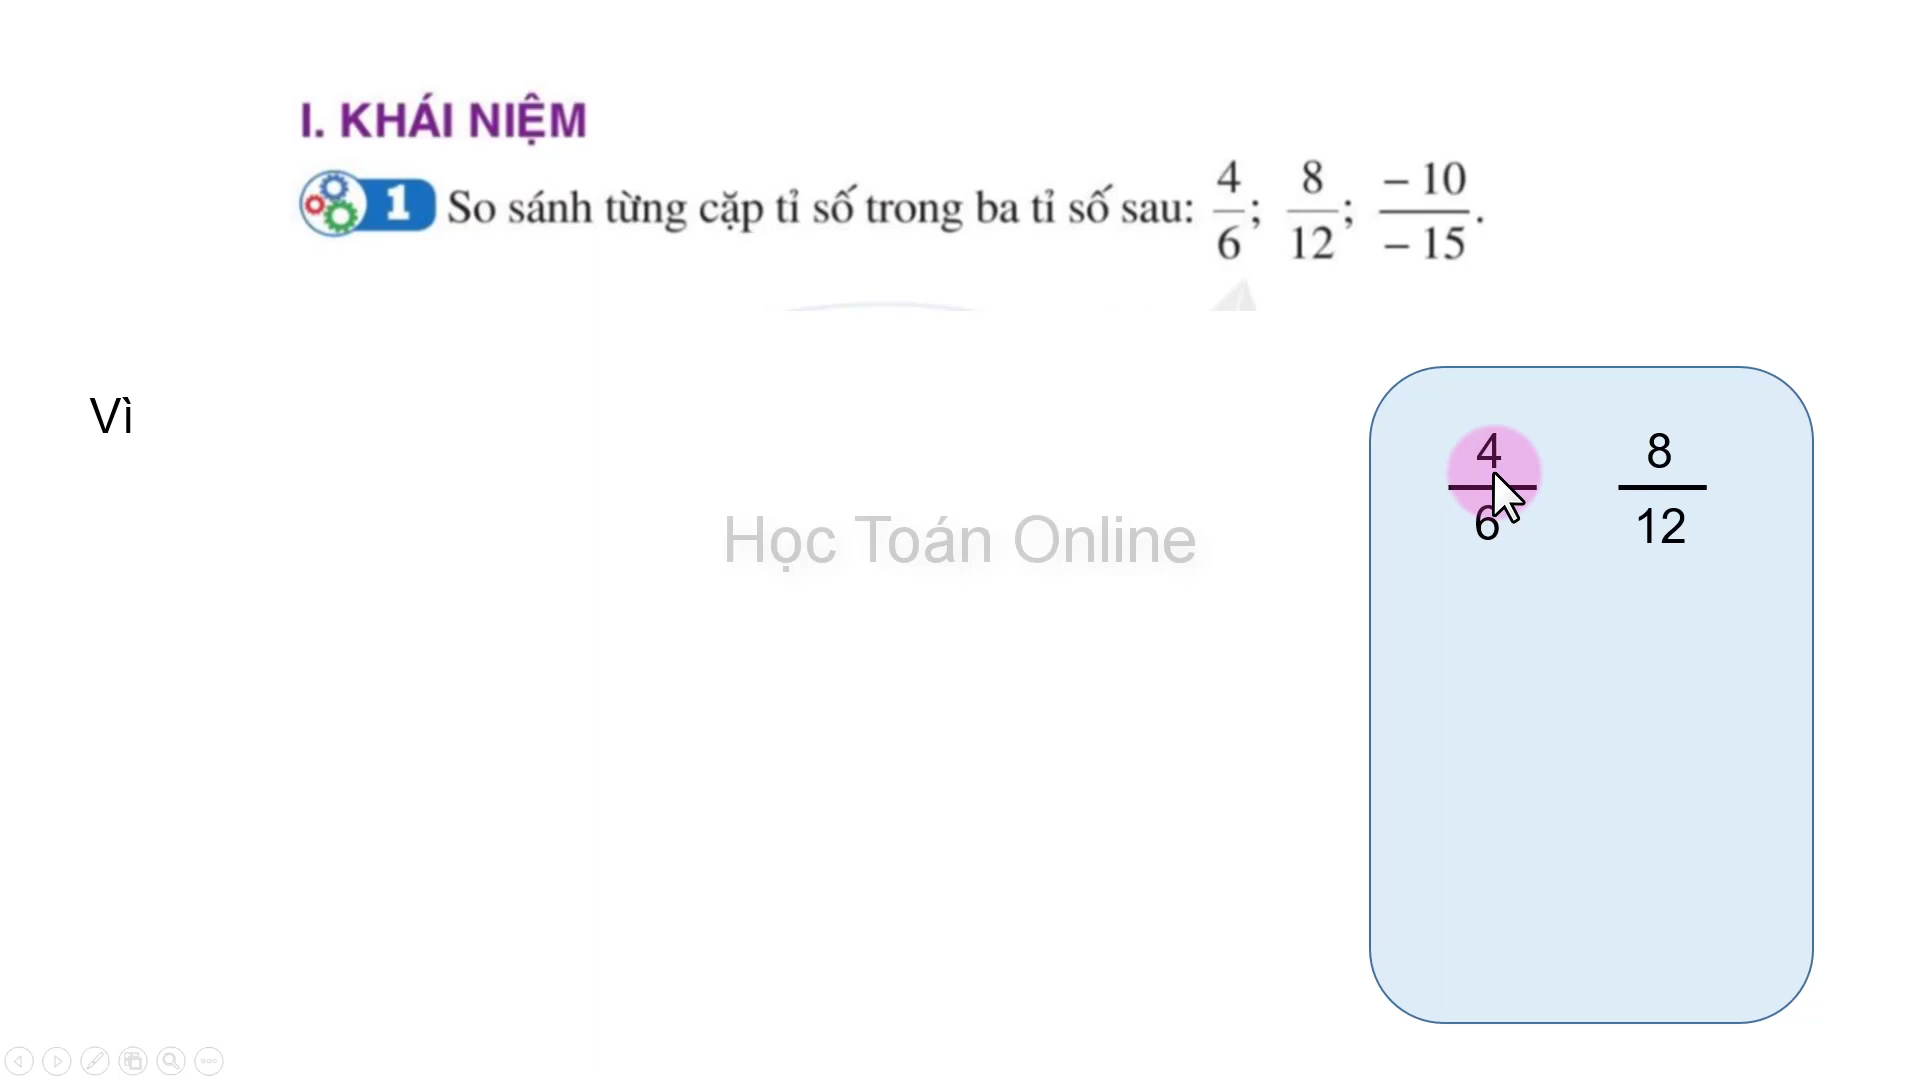 I. KHÁI NIỆM
1 So sánh từng cặp tỉ số trong ba tỉ số sau: 4/6; 8/12; -10/-15.
Vì
4 8
6 12
Học Toán Online